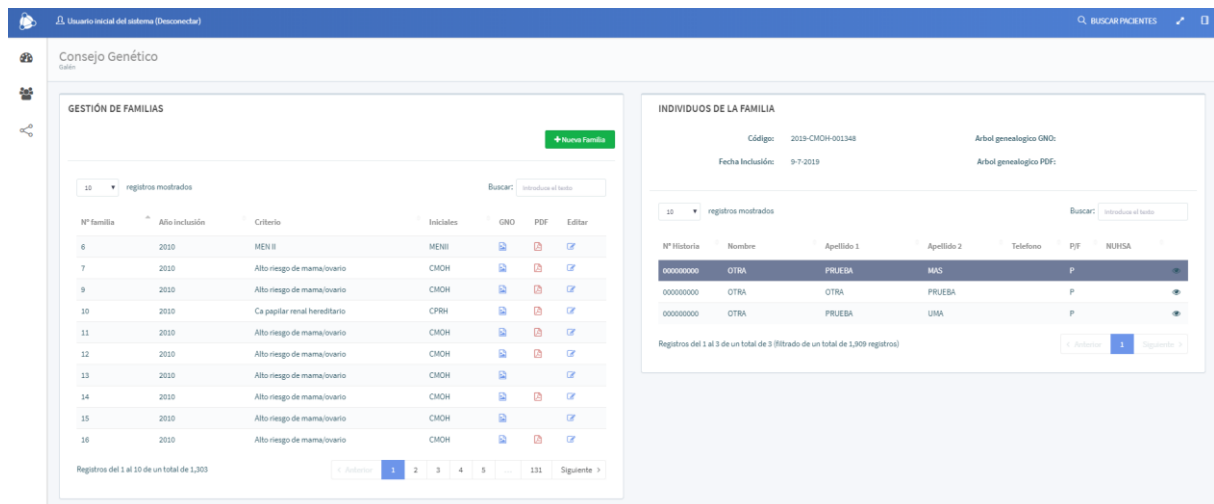 Usuario inicial del sistema (Desconectar) BUSCAR PACIENTES
Consejo Genético
Galén
GESTIÓN DE FAMILIAS
+ Nueva Familia
10 registros mostrados Buscar: Introduzca el texto
Nº familia Año inclusión Criterio Iniciales GNO PDF Editar
6 2010 MEN II MENII
7 2010 Alto riesgo de mama/ovario CMOH
9 2010 Alto riesgo de mama/ovario CMOH
10 2010 Ca papilar renal hereditario CPRH
11 2010 Alto riesgo de mama/ovario CMOH
12 2010 Alto riesgo de mama/ovario CMOH
13 2010 Alto riesgo de mama/ovario CMOH
14 2010 Alto riesgo de mama/ovario CMOH
15 2010 Alto riesgo de mama/ovario CMOH
16 2010 Alto riesgo de mama/ovario CMOH
Registros del 1 al 10 de un total de 1,303 < Anterior 1 2 3 4 5 ... 131 Siguiente >
INDIVIDUOS DE LA FAMILIA
Código: 2019-CMOH-001348 Arbol genealogico GNO:
Fecha Inclusión: 9-7-2019 Arbol genealogico PDF:
10 registros mostrados Buscar: Introduzca el texto
Nº Historia Nombre Apellido 1 Apellido 2 Telefono P/F NUHSA
000000000 OTRA PRUEBA MAS P
000000000 OTRA OTRA PRUEBA P
000000000 OTRA PRUEBA UMA P
Registros del 1 al 3 de un total de 3 (filtrado de un total de 1,909 registros) < Anterior 1 Siguiente >